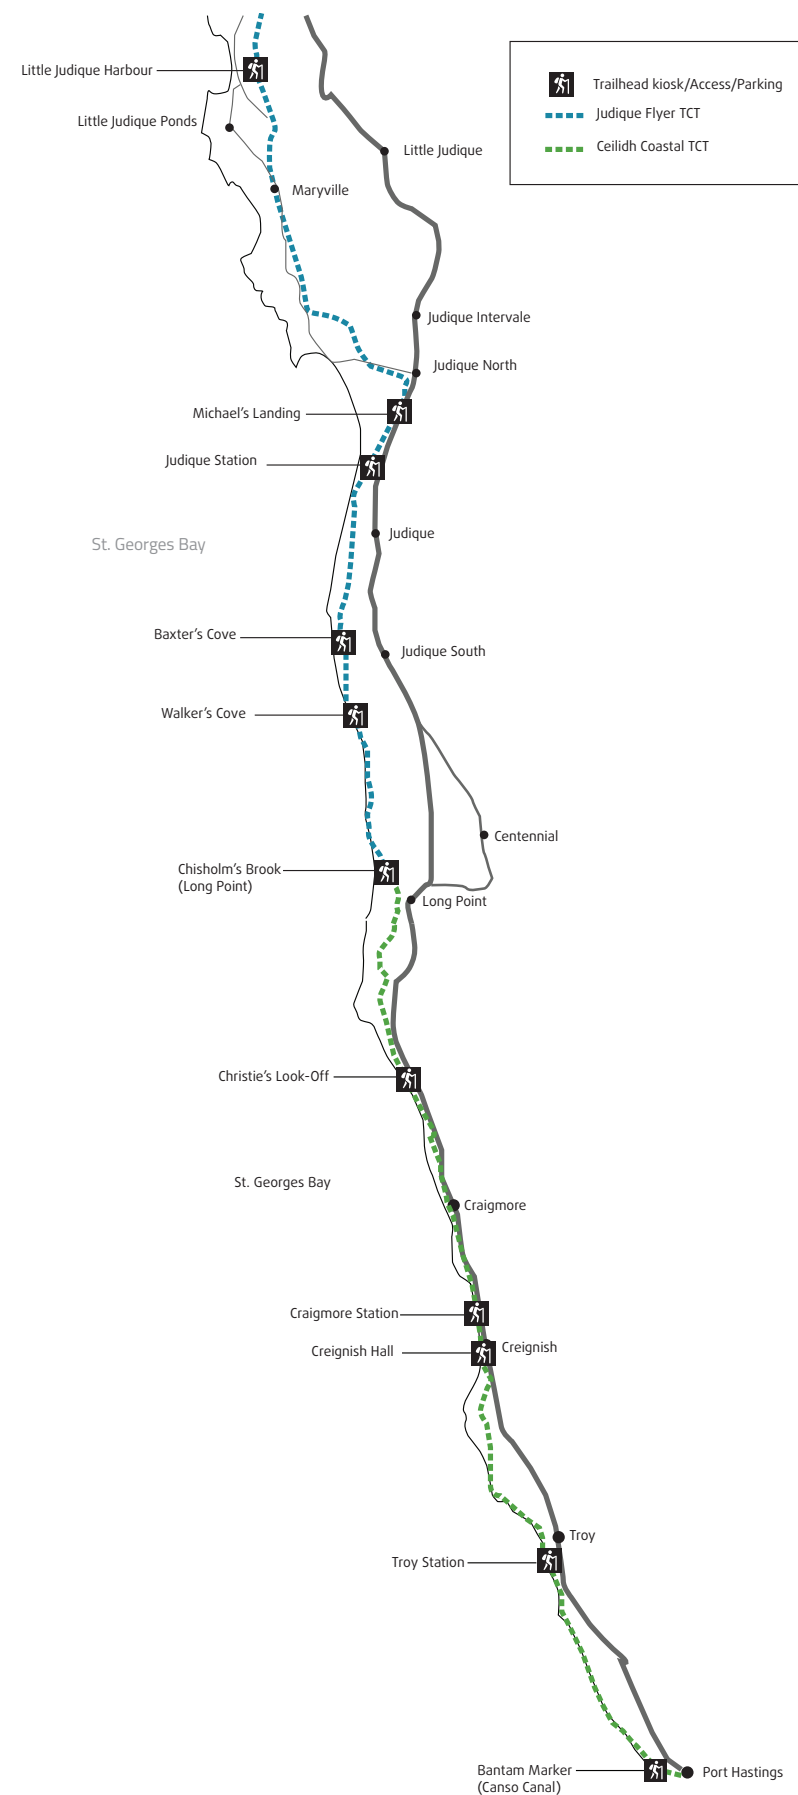 Little Judique Harbour
Trailhead kiosk/Access/Parking
Judique Flyer TCT
Ceilidh Coastal TCT
Little Judique Ponds
Little Judique
Maryville
Judique Intervale
Judique North
Michael's Landing
Judique Station
Judique
St. Georges Bay
Baxter's Cove
Judique South
Walker's Cove
Centennial
Chisholm's Brook
(Long Point)
Long Point
Christie's Look-Off
St. Georges Bay
Craigmore
Craigmore Station
Creignish Hall
Creignish
Troy
Troy Station
Bantam Marker
(Canso Canal)
Port Hastings